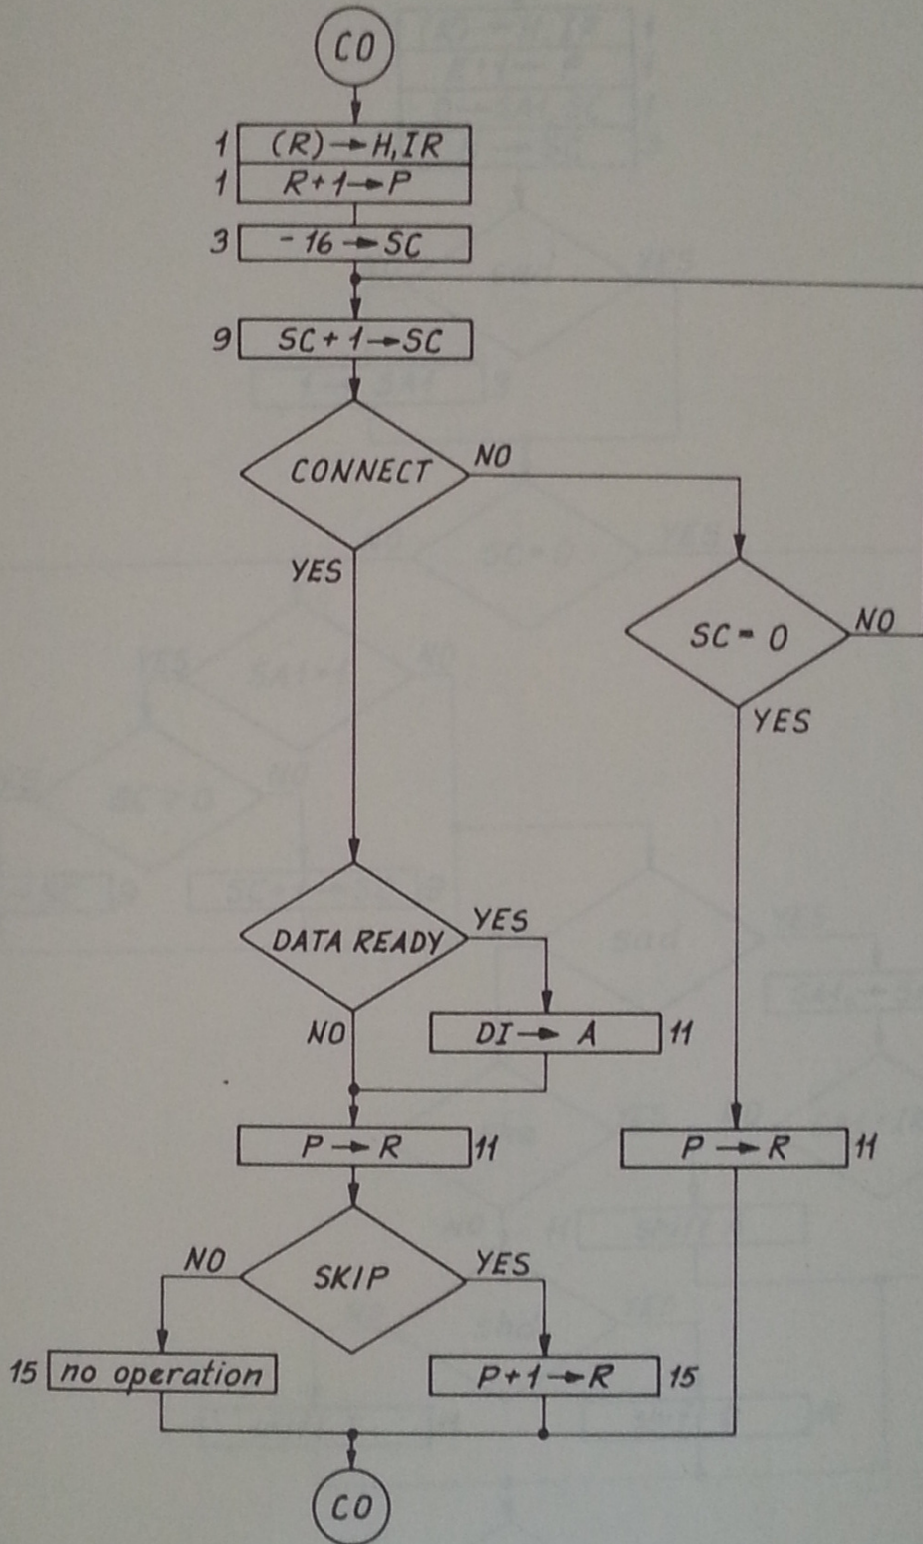 CO
1 (R)→H,IR
1 R+1→P
3 -16→SC
9 SC+1→SC
CONNECT
NO
YES
SC=0
NO
YES
DATA READY
YES
NO
DI→A 11
P→R 11
P→R 11
SKIP
NO
YES
15 no operation
P+1→R 15
CO